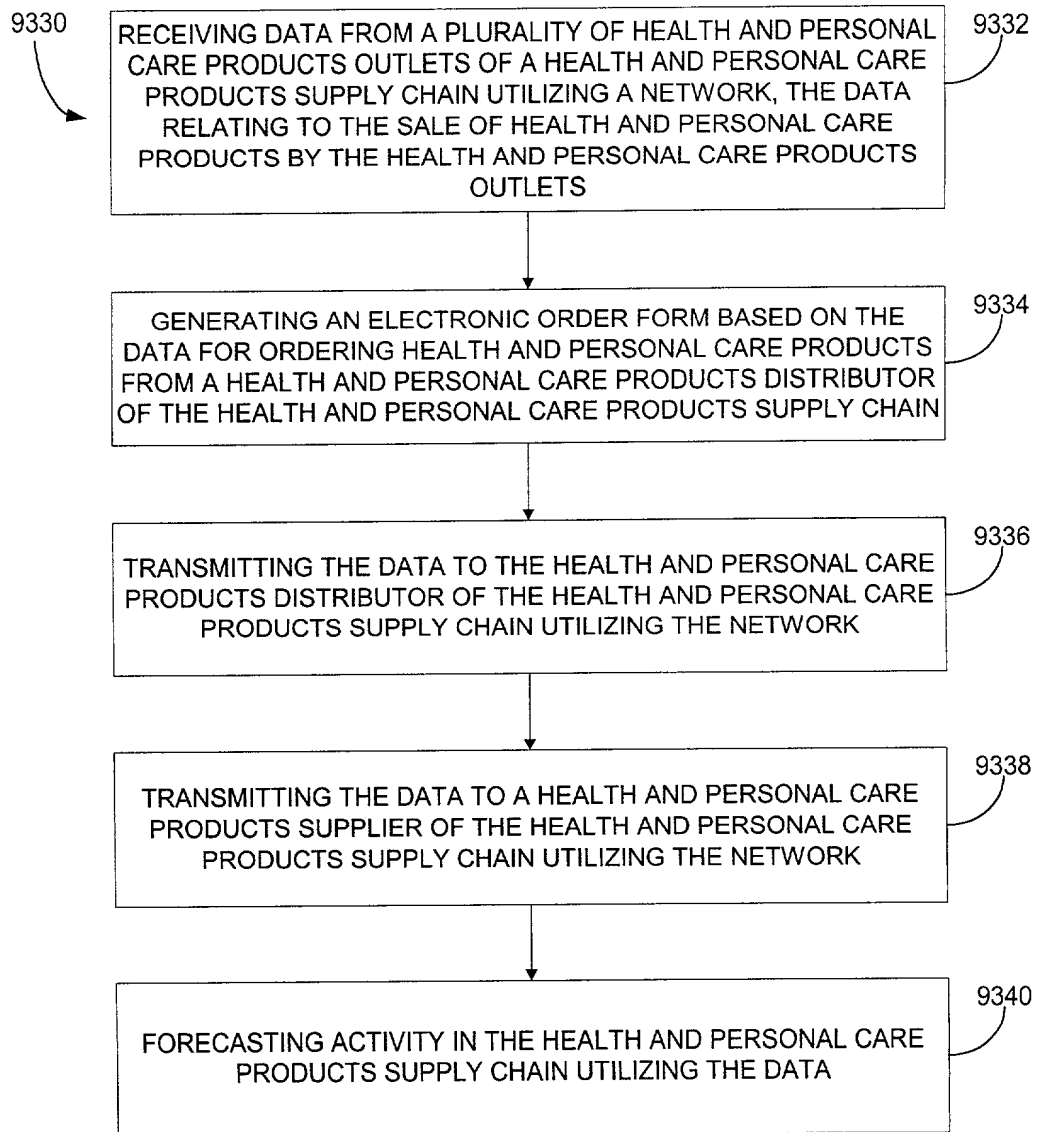 9330
RECEIVING DATA FROM A PLURALITY OF HEALTH AND PERSONAL
CARE PRODUCTS OUTLETS OF A HEALTH AND PERSONAL CARE
PRODUCTS SUPPLY CHAIN UTILIZING A NETWORK, THE DATA
RELATING TO THE SALE OF HEALTH AND PERSONAL CARE
PRODUCTS BY THE HEALTH AND PERSONAL CARE PRODUCTS
OUTLETS
9332
GENERATING AN ELECTRONIC ORDER FORM BASED ON THE
DATA FOR ORDERING HEALTH AND PERSONAL CARE PRODUCTS
FROM A HEALTH AND PERSONAL CARE PRODUCTS DISTRIBUTOR
OF THE HEALTH AND PERSONAL CARE PRODUCTS SUPPLY CHAIN
9334
TRANSMITTING THE DATA TO THE HEALTH AND PERSONAL CARE
PRODUCTS DISTRIBUTOR OF THE HEALTH AND PERSONAL CARE
PRODUCTS SUPPLY CHAIN UTILIZING THE NETWORK
9336
TRANSMITTING THE DATA TO A HEALTH AND PERSONAL CARE
PRODUCTS SUPPLIER OF THE HEALTH AND PERSONAL CARE
PRODUCTS SUPPLY CHAIN UTILIZING THE NETWORK
9338
FORECASTING ACTIVITY IN THE HEALTH AND PERSONAL CARE
PRODUCTS SUPPLY CHAIN UTILIZING THE DATA
9340